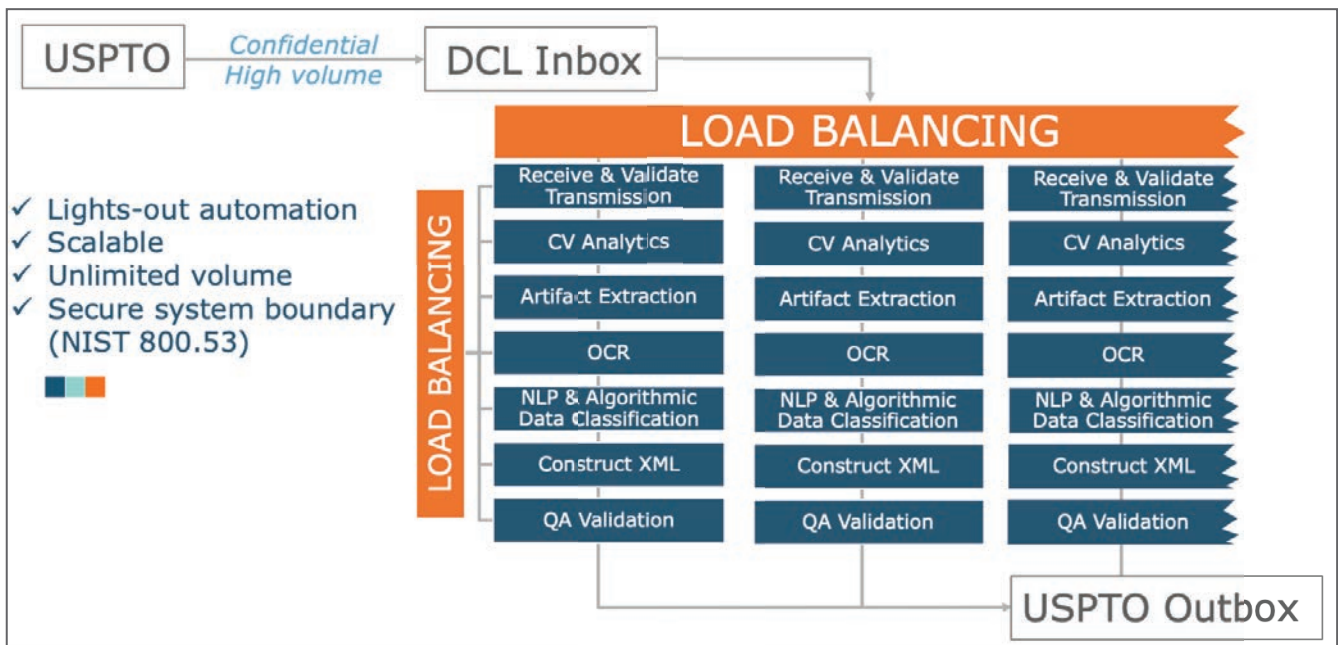 USPTO
Confidential
High volume
DCL Inbox
LOAD BALANCING
✓ Lights-out automation
✓ Scalable
✓ Unlimited volume
✓ Secure system boundary
(NIST 800.53)
LOAD BALANCING
Receive & Validate
Transmission
CV Analytics
Artifact Extraction
OCR
NLP & Algorithmic
Data Classification
Construct XML
QA Validation
Receive & Validate
Transmission
CV Analytics
Artifact Extraction
OCR
NLP & Algorithmic
Data Classification
Construct XML
QA Validation
Receive & Validate
Transmission
CV Analytics
Artifact Extraction
OCR
NLP & Algorithmic
Data Classification
Construct XML
QA Validation
USPTO Outbox